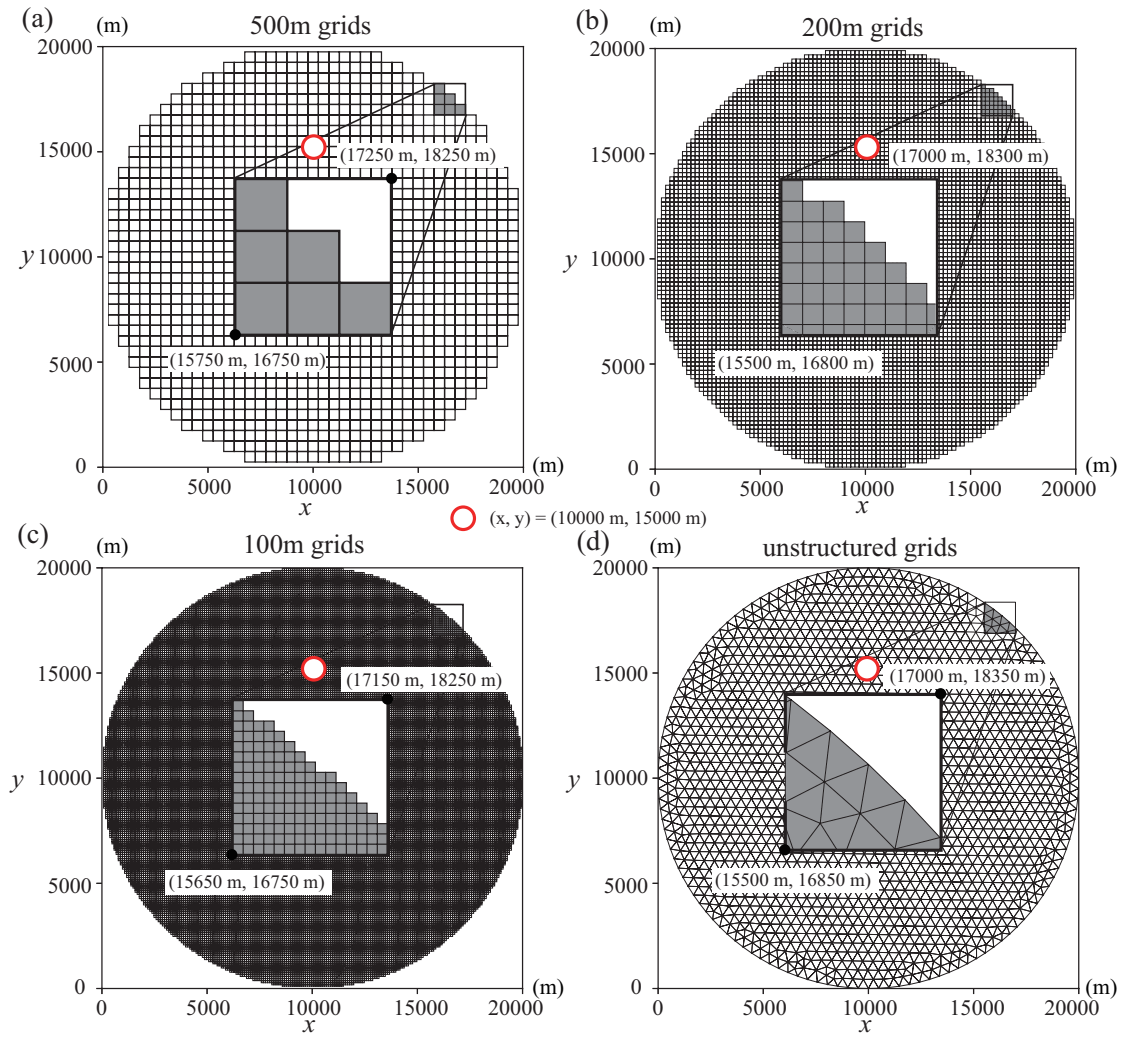 (a) (m) 500m grids
20000
15000
10000
5000
0
y
(17250 m, 18250 m)
(15750 m, 16750 m)
0 5000 10000 15000 20000 (m)
x
(b) (m) 200m grids
20000
15000
10000
5000
0
y
(17000 m, 18300 m)
(15500 m, 16800 m)
0 5000 10000 15000 20000 (m)
x
(x, y) = (10000 m, 15000 m)
(c) (m) 100m grids
20000
15000
10000
5000
0
y
(17150 m, 18250 m)
(15650 m, 16750 m)
0 5000 10000 15000 20000 (m)
x
(d) (m) unstructured grids
20000
15000
10000
5000
0
y
(17000 m, 18350 m)
(15500 m, 16850 m)
0 5000 10000 15000 20000 (m)
x